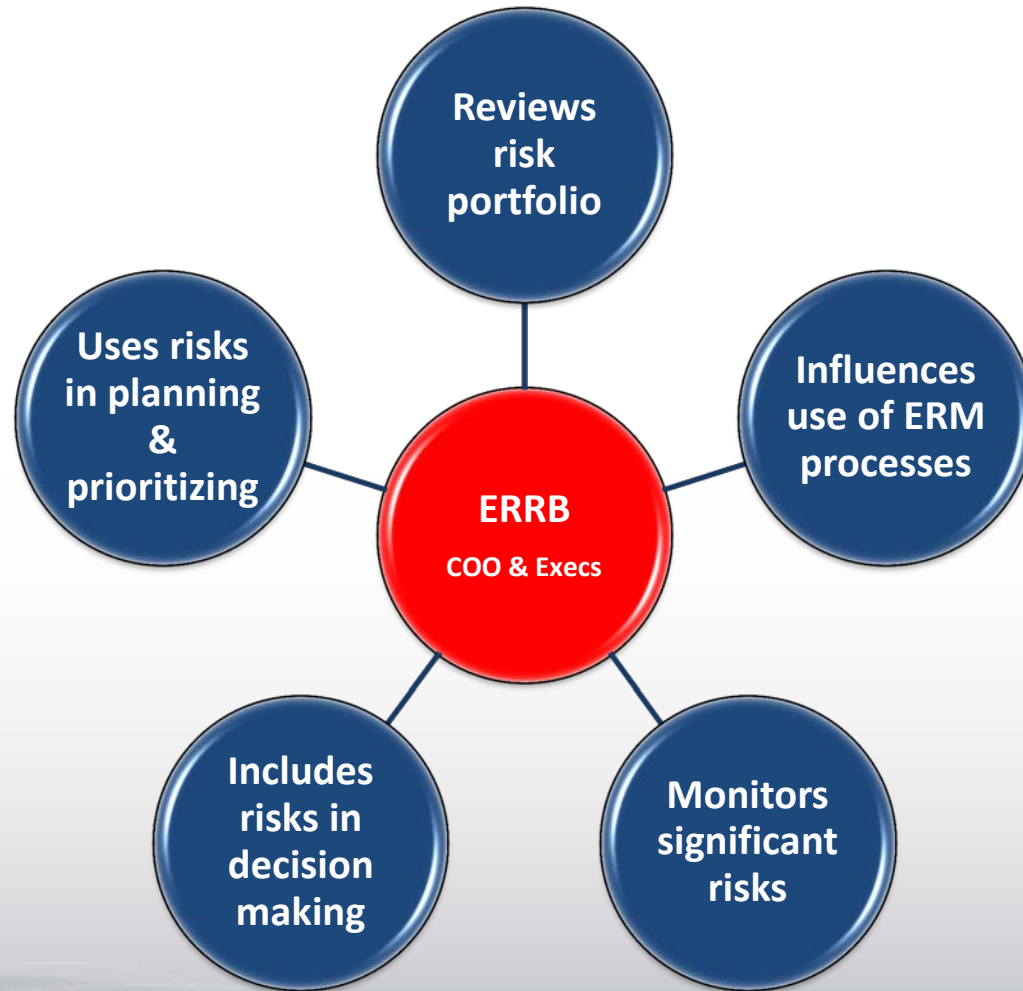 Reviews
risk
portfolio
Uses risks
in planning
&
prioritizing
Influences
use of ERM
processes
ERRB
COO & Execs
Includes
risks in
decision
making
Monitors
significant
risks